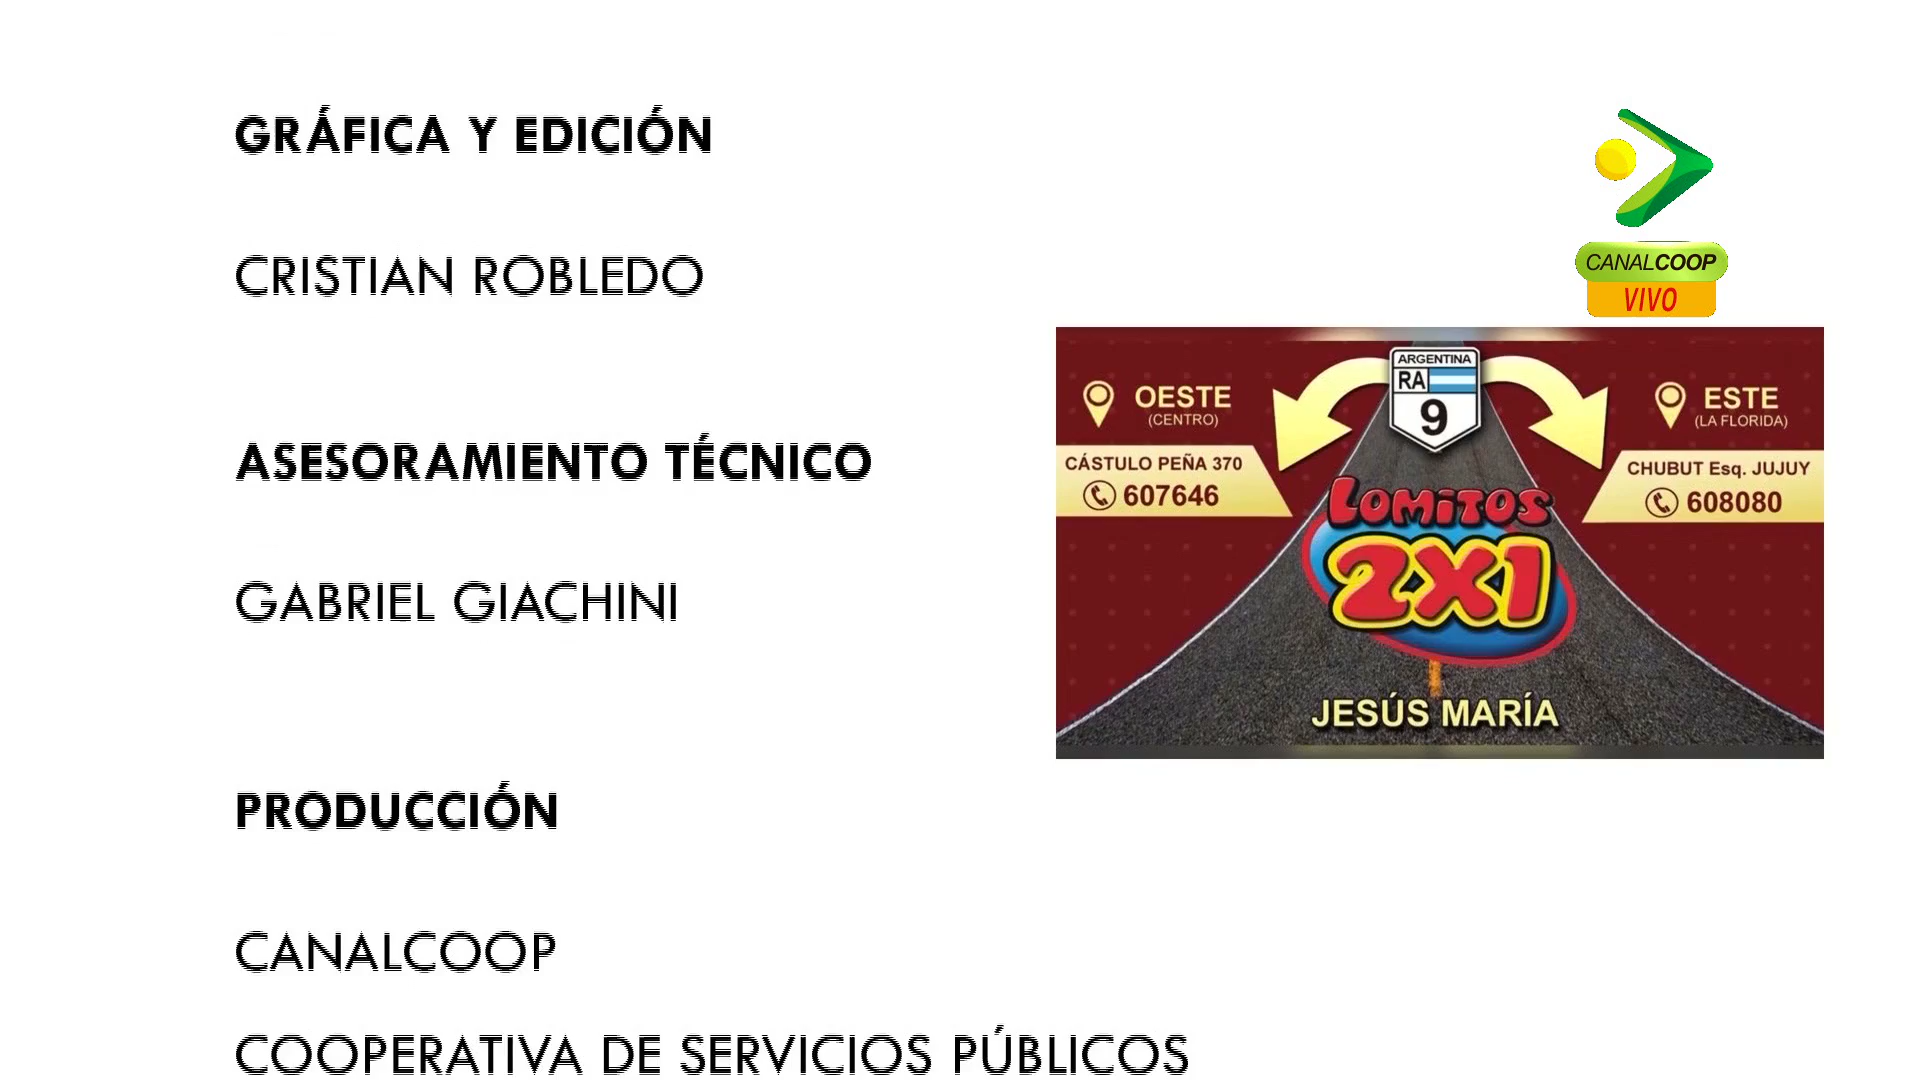 GRÁFICA Y EDICIÓN
CRISTIAN ROBLEDO
ASESORAMIENTO TÉCNICO
GABRIEL GIACHINI
PRODUCCIÓN
CANALCOOP
COOPERATIVA DE SERVICIOS PÚBLICOS
CANALCOOP
VIVO
ARGENTINA
RA
9
OESTE
(CENTRO)
CÁSTULO PEÑA 370
607646
ESTE
(LA FLORIDA)
CHUBUT Esq. JUJUY
608080
LOMITOS
2X1
JESÚS MARÍA